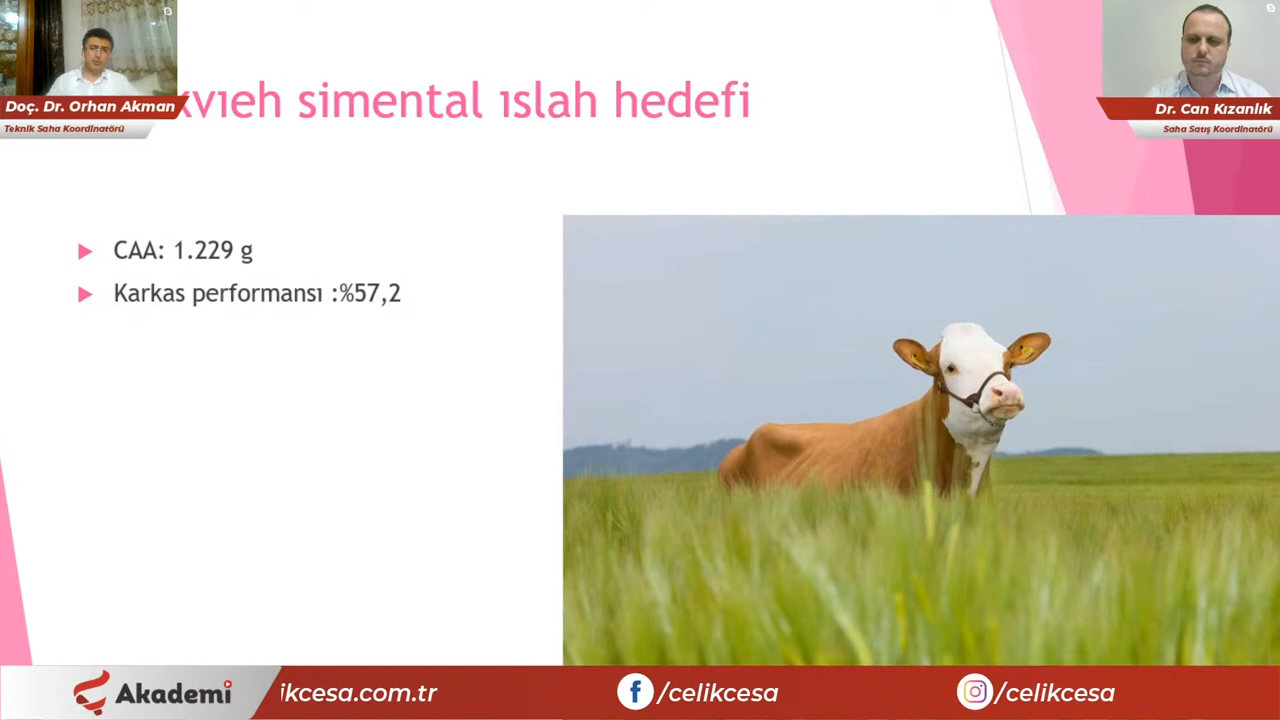 Doç. Dr. Orhan Akman
Teknik Saha Koordinatörü
Dr. Can Kızanlık
Saha Satış Koordinatörü
simental ıslah hedefi
CAA: 1.229 g
Karkas performansı :%57,2
Akademi
ikcesa.com.tr
/celikcesa
/celikcesa